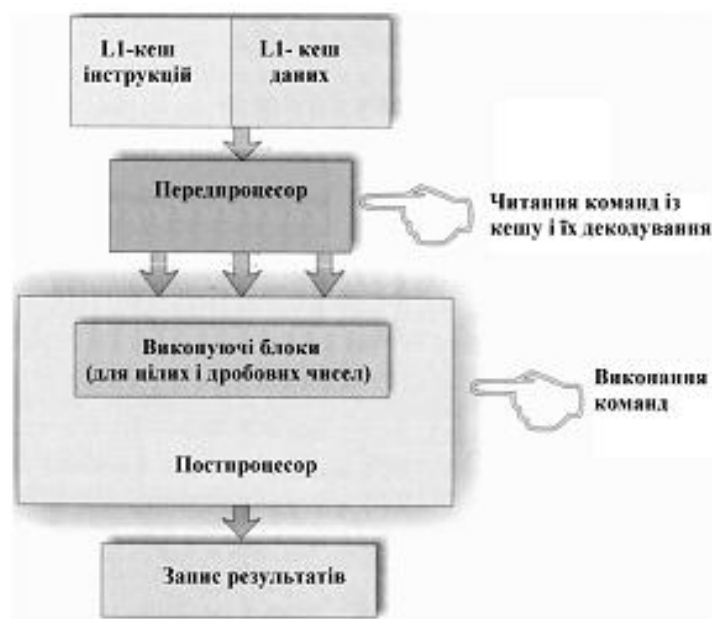 L1-кеш
інструкцій
L1- кеш
даних
Передпроцесор
Читання команд із
кешу і їх декодування
Виконуючі блоки
(для цілих і дробових чисел)
Виконання
команд
Постпроцесор
Запис результатів